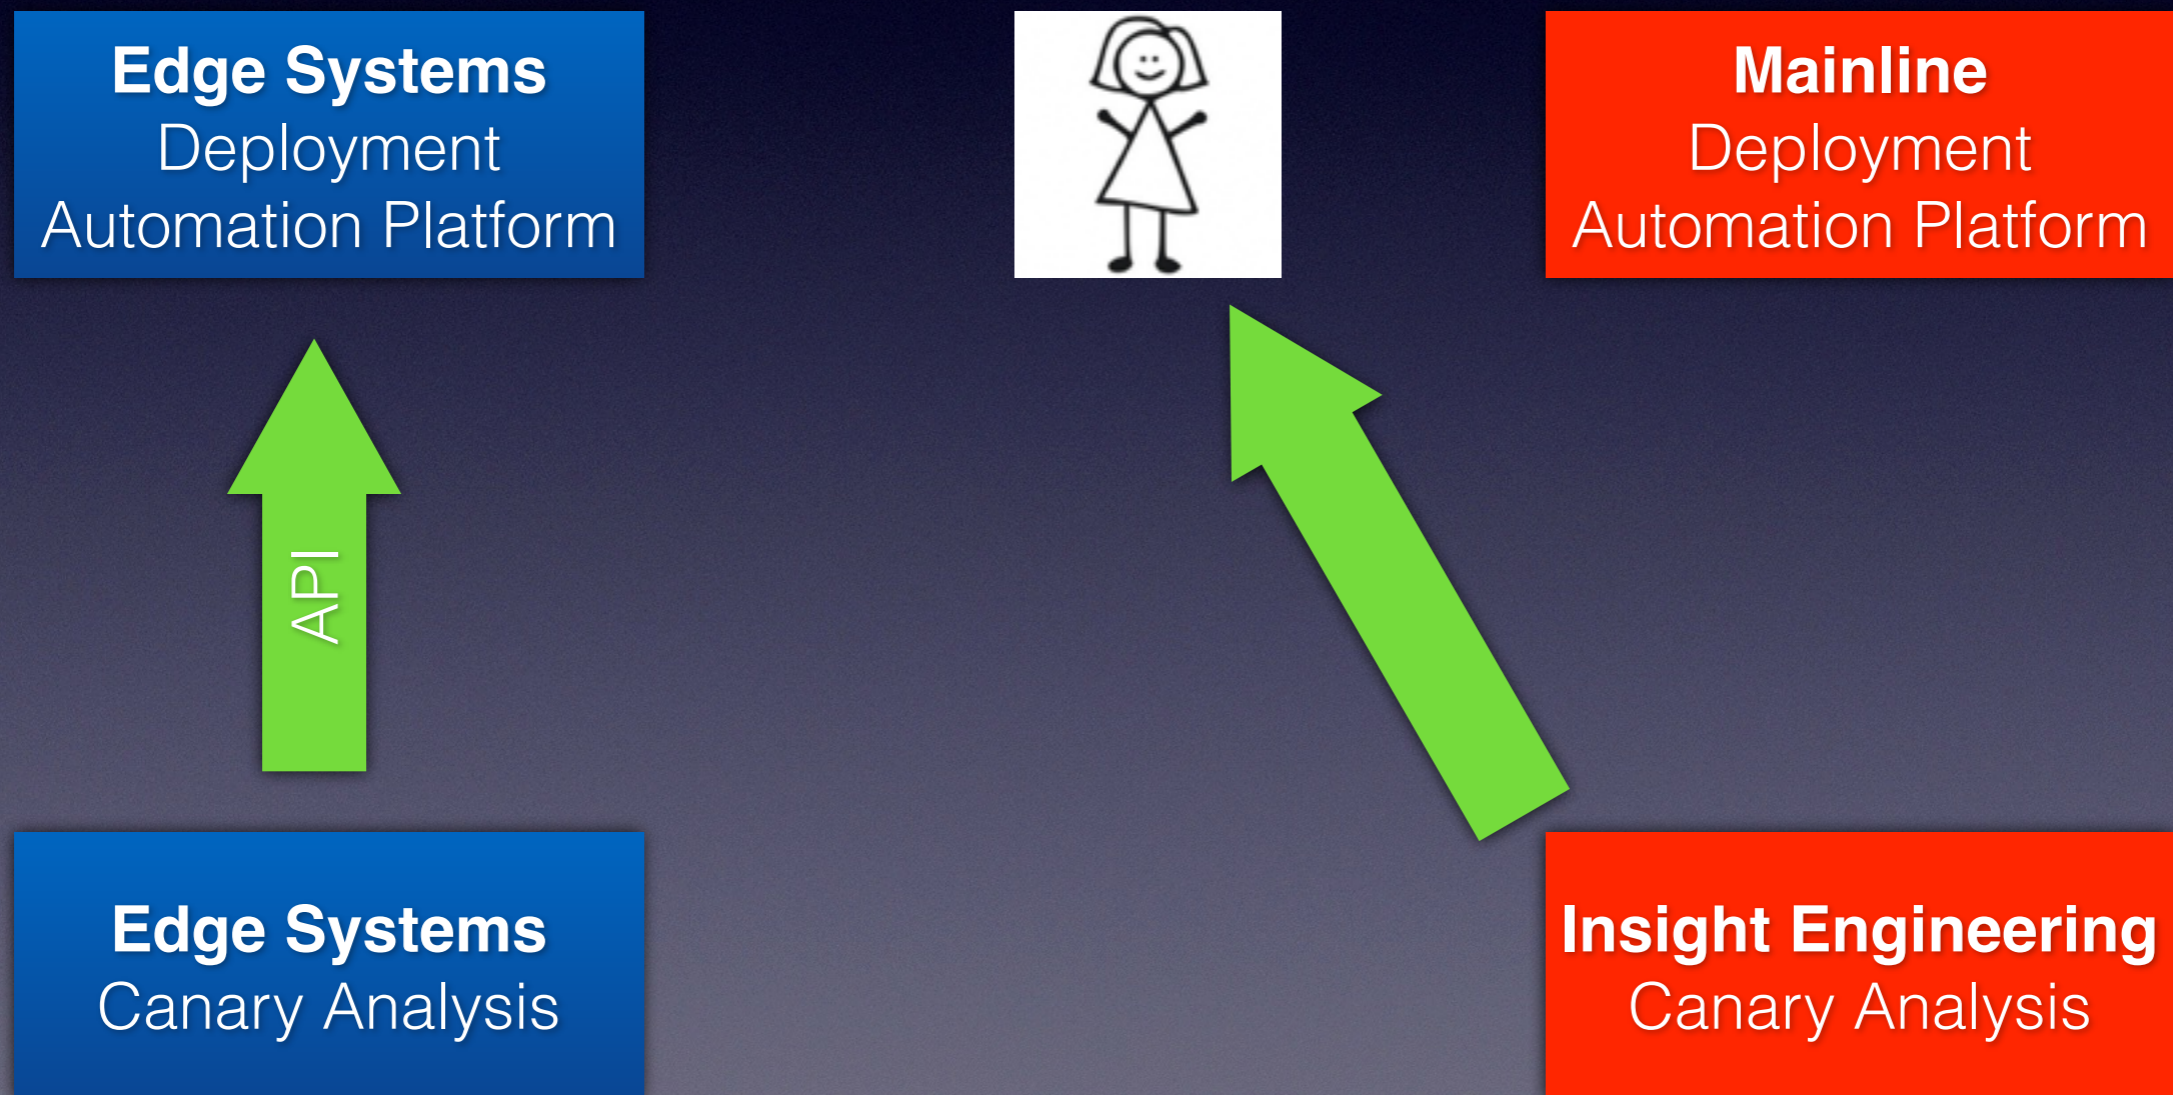 Edge Systems
Deployment
Automation Platform
Mainline
Deployment
Automation Platform
API
Edge Systems
Canary Analysis
Insight Engineering
Canary Analysis